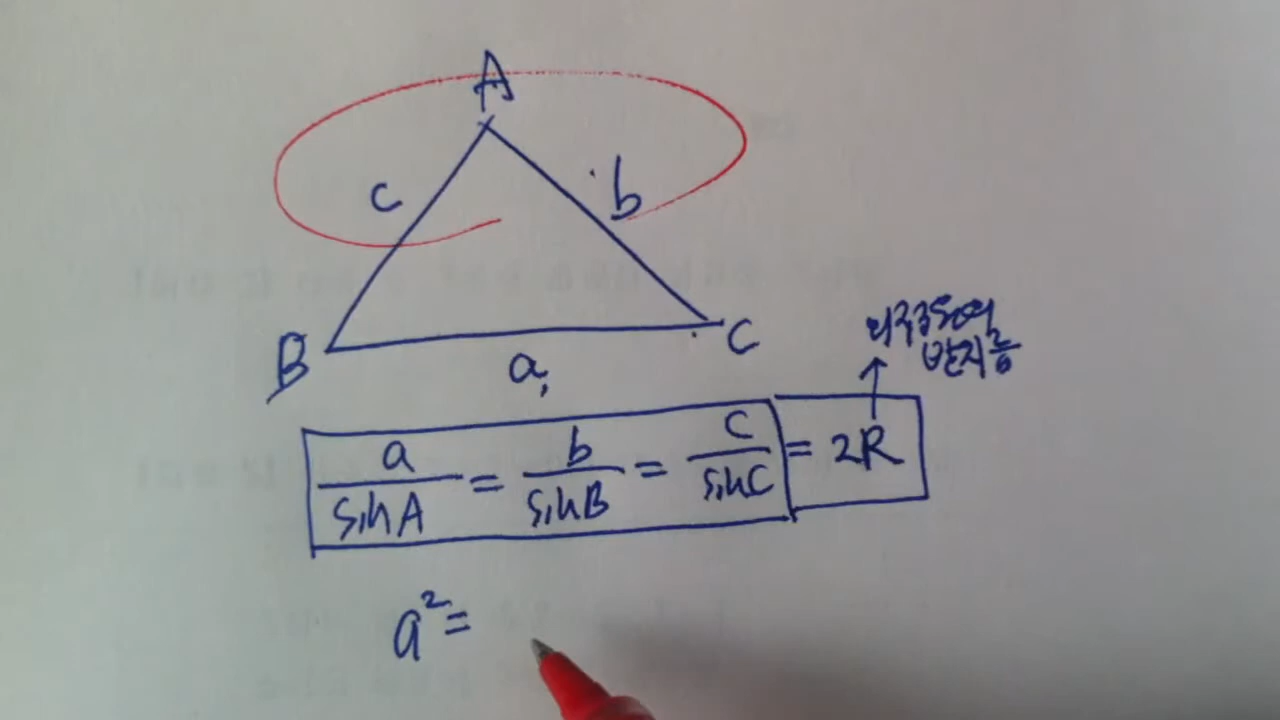 A
c
b
B
C
a
외접원의
반지름
a/sinA = b/sinB = c/sinC = 2R
a² =